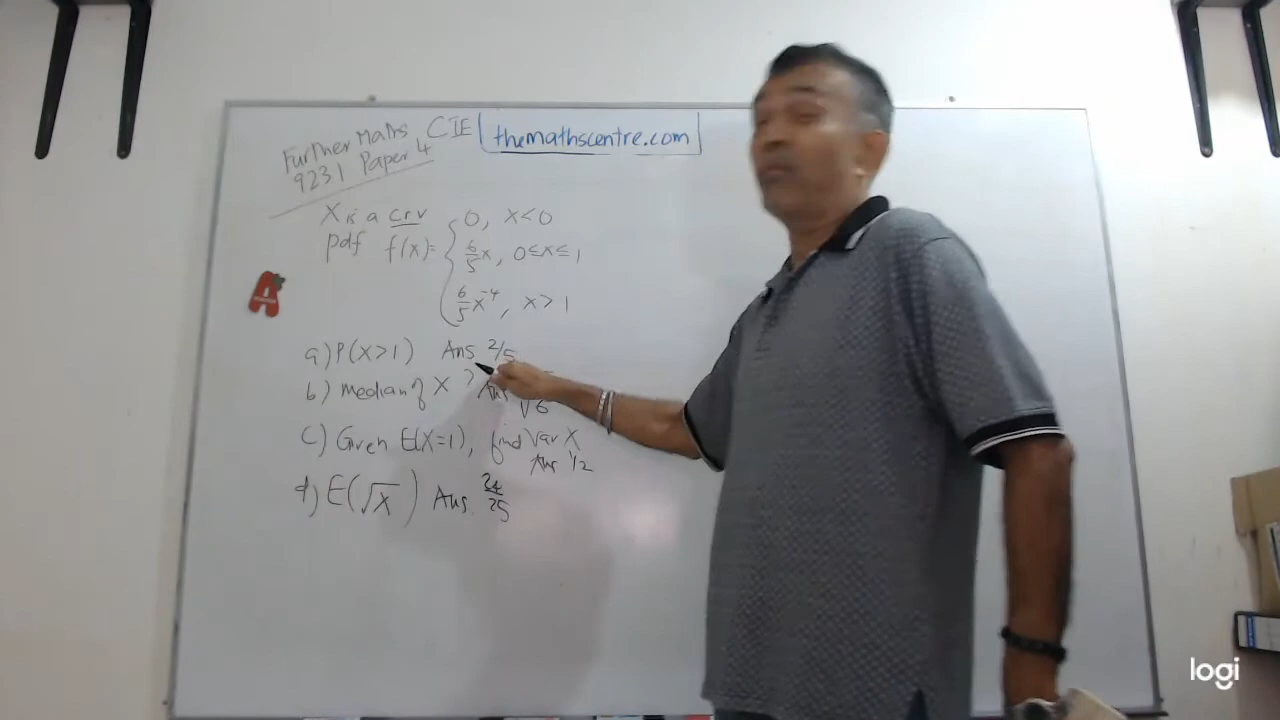 Further Maths CIE
themathscentre.com
9231 Paper 4
X is a crv
pdf f(x)= { 0, x<0
6/5 x, 0≤x≤1
6/5 x⁻⁴, x>1
a) P(X>1) Ans 2/5
b) Median of X ? Ans √6
c) Given E(X=1), find Var X
Ans 1/2
d) E(√X) Ans 24/25
logi